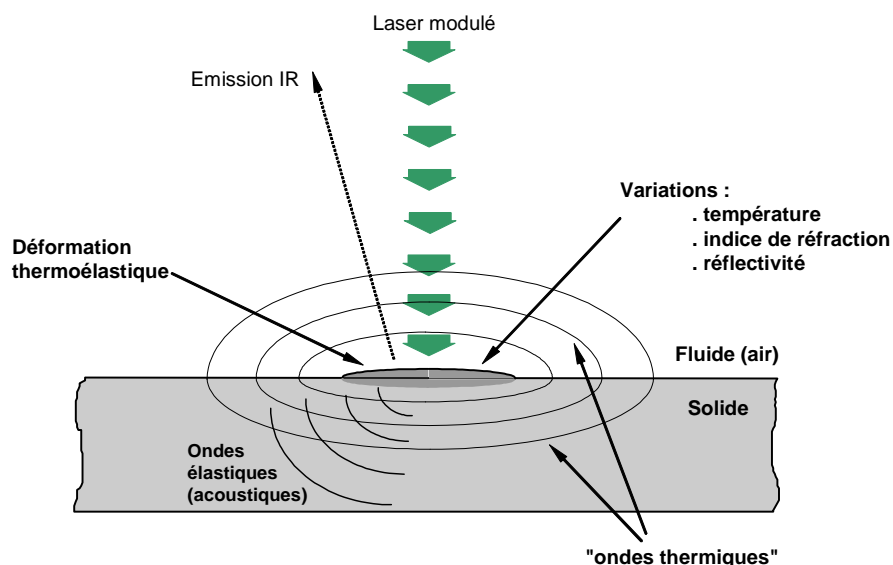 Laser modulé
Emission IR
Variations :
. température
. indice de réfraction
. réflectivité
Déformation
thermoélastique
Fluide (air)
Solide
Ondes
élastiques
(acoustiques)
"ondes thermiques"